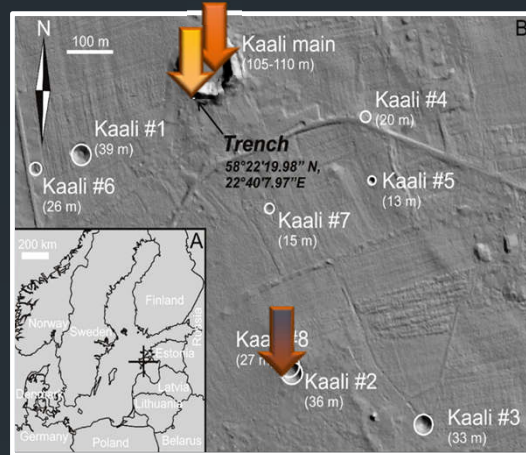 N
B
100 m
Kaali main
(105-110 m)
Kaali #4
(20 m)
Kaali #1
(39 m)
Trench
58°22'19.98" N,
22°40'7.97"E
Kaali #6
(26 m)
Kaali #5
(13 m)
Kaali #7
(15 m)
200 km
A
Finland
Norway
Sweden
Russia
Estonia
Latvia
Lithuania
Germany
Poland
Belarus
#8
(27 m)
Kaali #2
(36 m)
Kaali #3
(33 m)